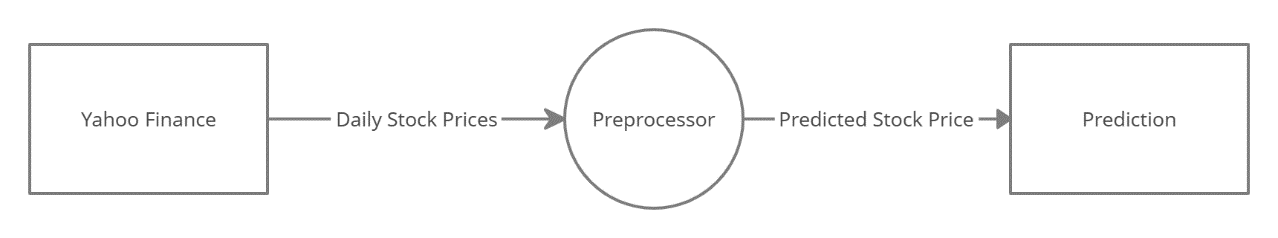 Yahoo Finance
Daily Stock Prices
Preprocessor
Predicted Stock Price
Prediction